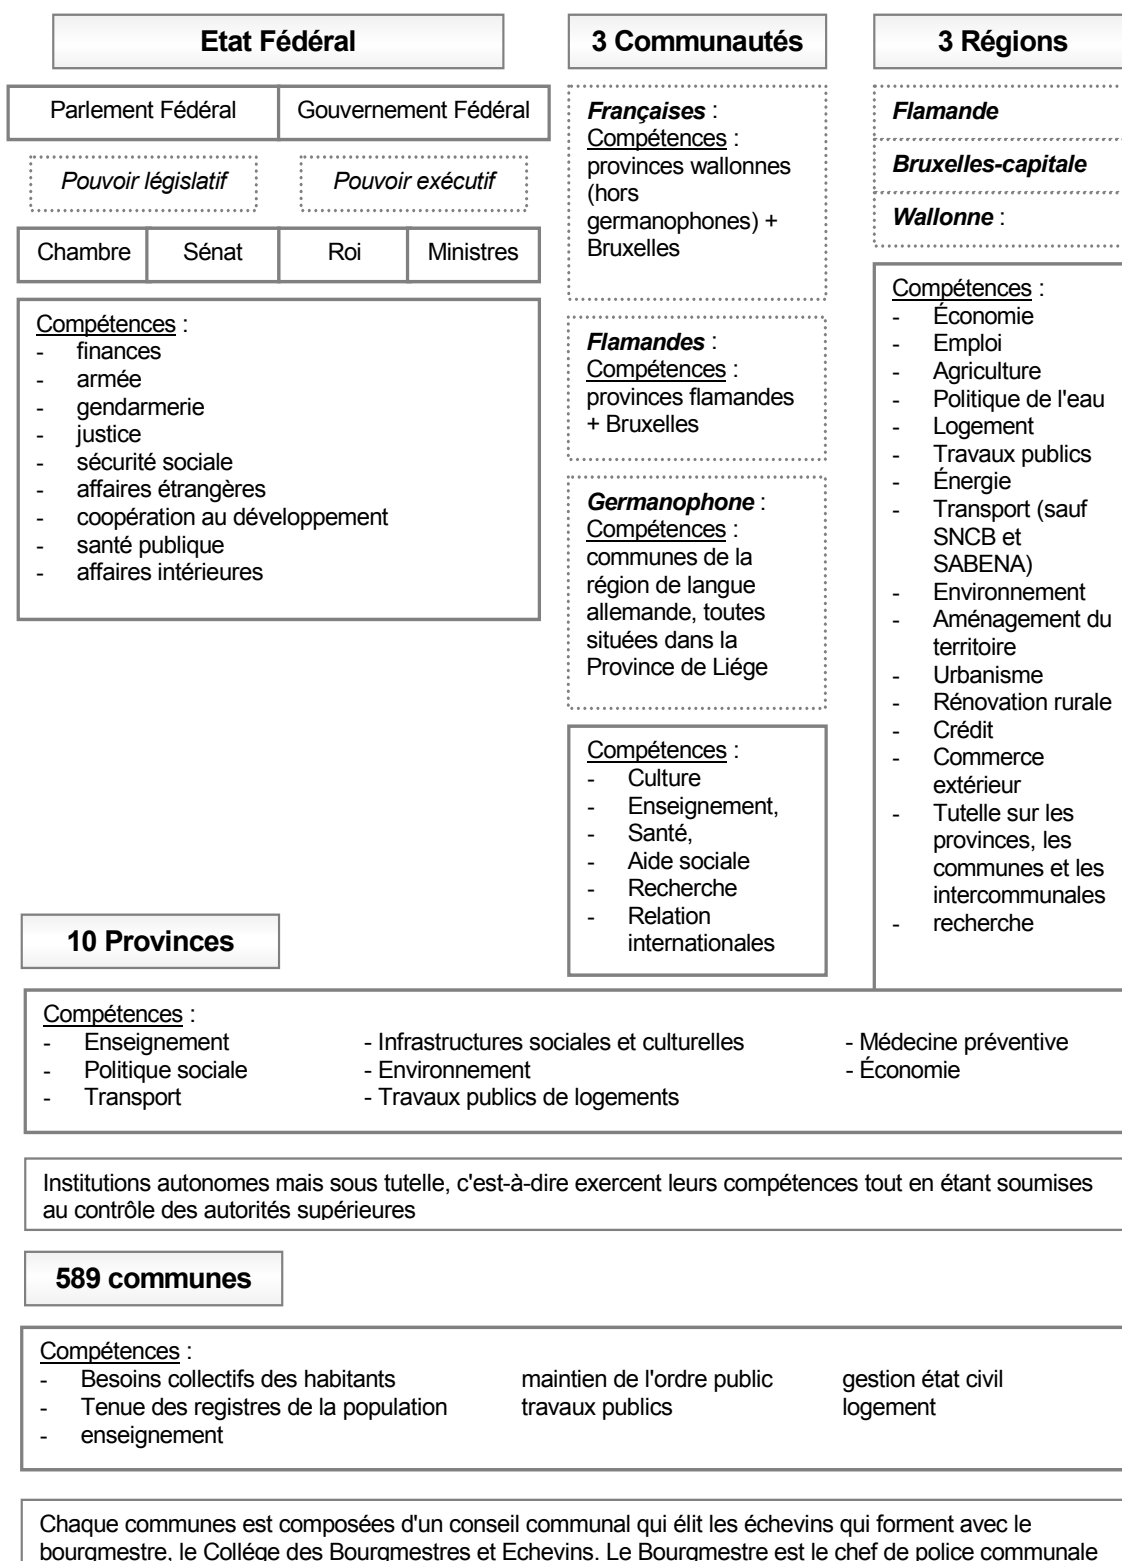 Etat Fédéral
Parlement Fédéral
Gouvernement Fédéral
Pouvoir législatif
Pouvoir exécutif
Chambre
Sénat
Roi
Ministres
Compétences :
- finances
- armée
- gendarmerie
- justice
- sécurité sociale
- affaires étrangères
- coopération au développement
- santé publique
- affaires intérieures
3 Communautés
Françaises :
Compétences :
provinces wallonnes
(hors
germanophones) +
Bruxelles
Flamandes :
Compétences :
provinces flamandes
+ Bruxelles
Germanophone :
Compétences :
communes de la
région de langue
allemande, toutes
situées dans la
Province de Liége
Compétences :
- Culture
- Enseignement,
- Santé,
- Aide sociale
- Recherche
- Relation
internationales
3 Régions
Flamande
Bruxelles-capitale
Wallonne :
Compétences :
- Économie
- Emploi
- Agriculture
- Politique de l'eau
- Logement
- Travaux publics
- Énergie
- Transport (sauf
SNCB et
SABENA)
- Environnement
- Aménagement du
territoire
- Urbanisme
- Rénovation rurale
- Crédit
- Commerce
extérieur
- Tutelle sur les
provinces, les
communes et les
intercommunales
- recherche
10 Provinces
Compétences :
- Enseignement - Infrastructures sociales et culturelles - Médecine préventive
- Politique sociale - Environnement - Économie
- Transport - Travaux publics de logements
Institutions autonomes mais sous tutelle, c'est-à-dire exercent leurs compétences tout en étant soumises
au contrôle des autorités supérieures
589 communes
Compétences :
- Besoins collectifs des habitants maintien de l'ordre public gestion état civil
- Tenue des registres de la population travaux publics logement
- enseignement
Chaque communes est composées d'un conseil communal qui élit les échevins qui forment avec le
bourgmestre, le Collége des Bourgmestres et Echevins. Le Bourgmestre est le chef de police communale